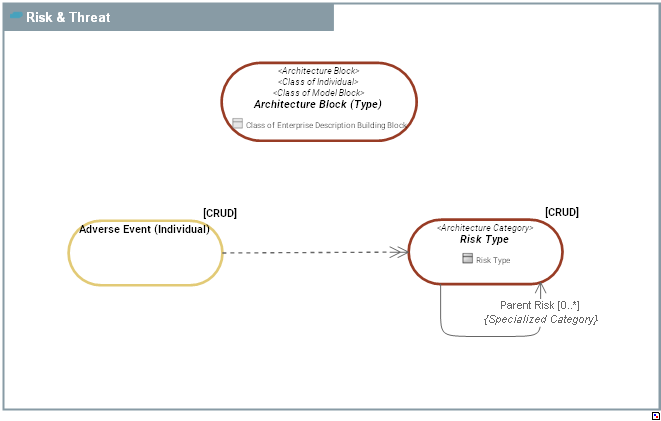 Risk & Threat
<Architecture Block>
<Class of Individual>
<Class of Model Block>
Architecture Block (Type)
Class of Enterprise Description Building Block
[CRUD]
Adverse Event (Individual)
[CRUD]
<Architecture Category>
Risk Type
Risk Type
Parent Risk [0..*]
{Specialized Category}